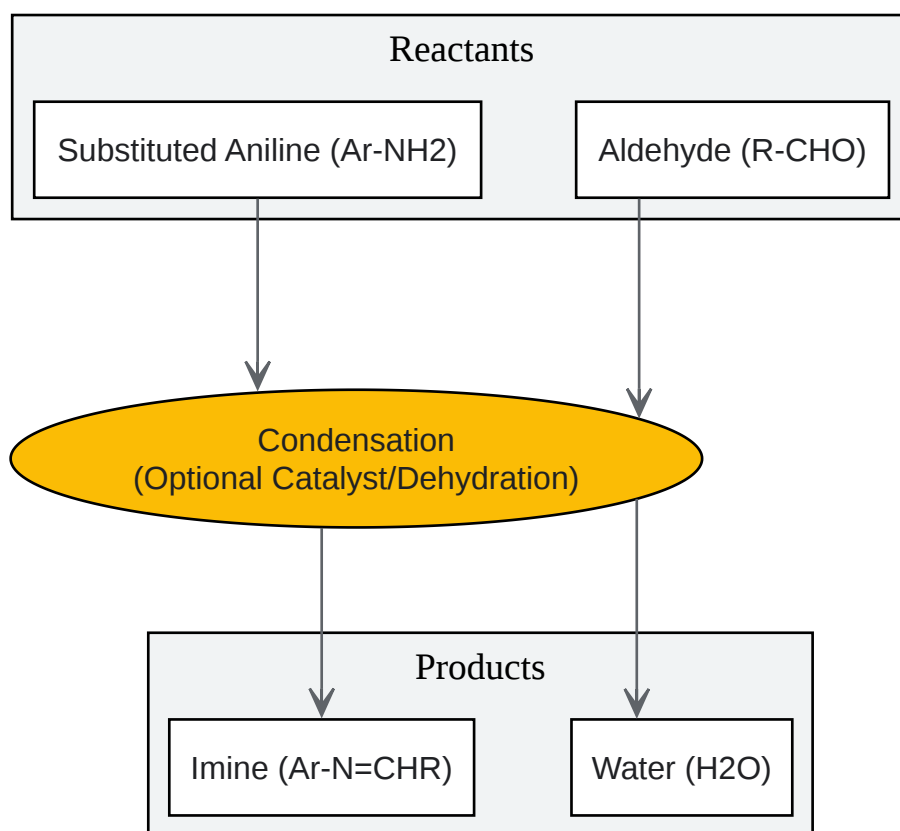 Reactants
Substituted Aniline (Ar-NH2)
Aldehyde (R-CHO)
Condensation
(Optional Catalyst/Dehydration)
Products
Imine (Ar-N=CHR)
Water (H2O)